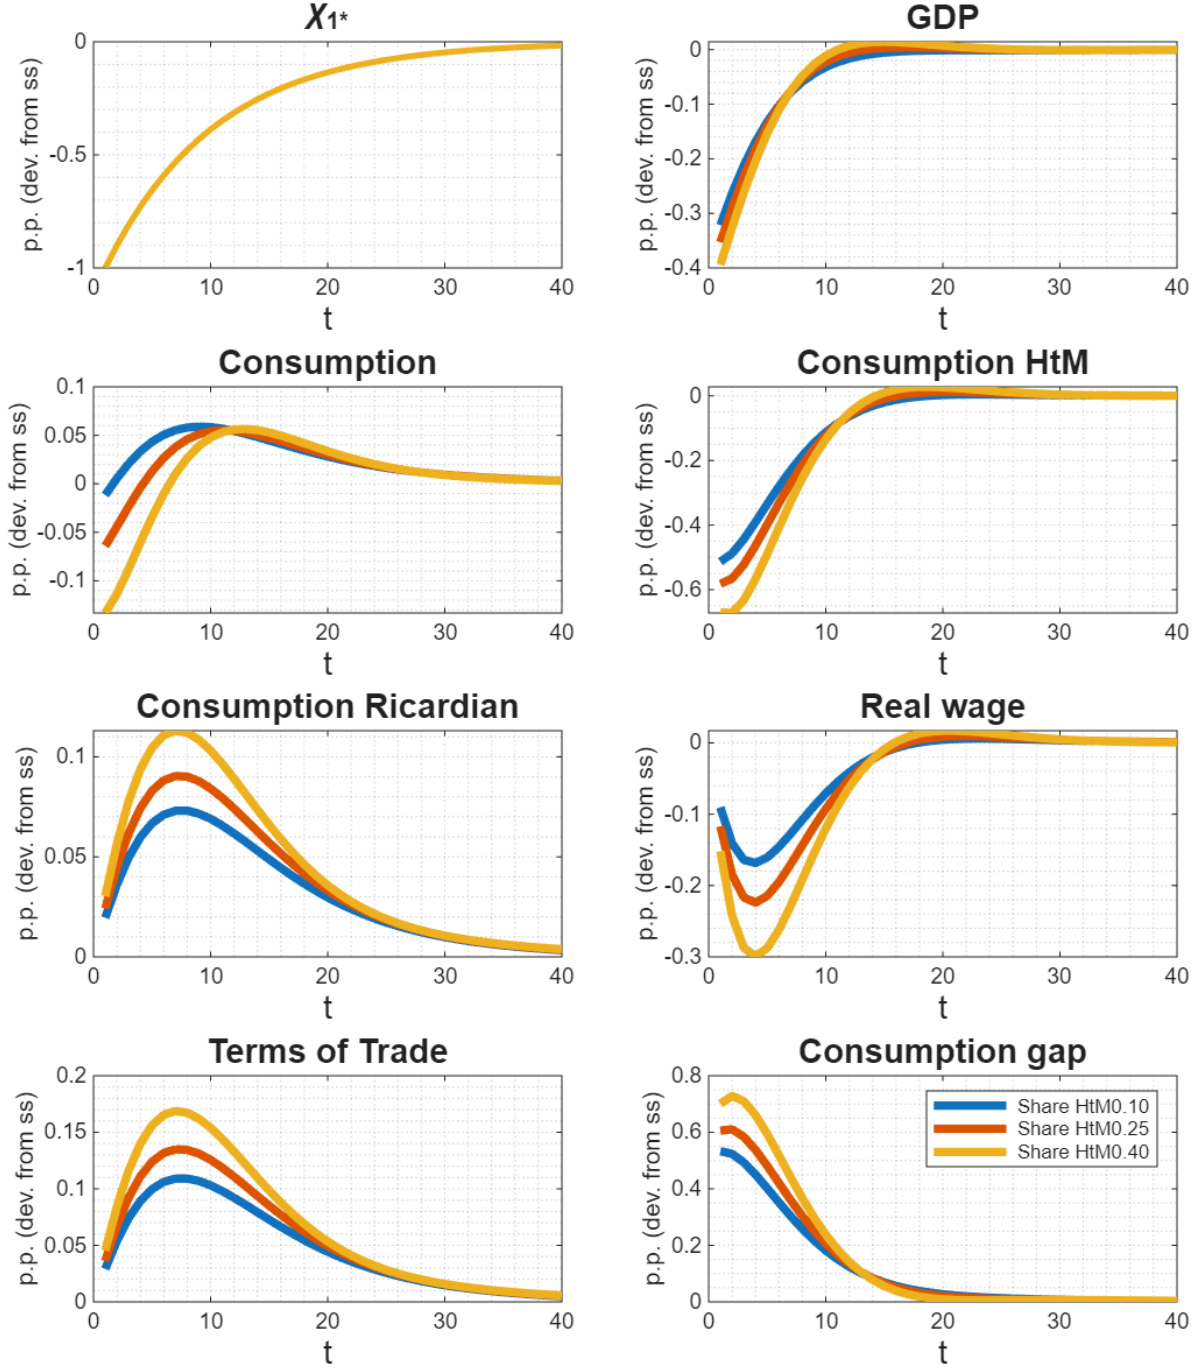 X1*
GDP
p.p. (dev. from ss)
0
-0.5
-1
0 10 20 30 40
t
p.p. (dev. from ss)
0
-0.1
-0.2
-0.3
-0.4
0 10 20 30 40
t
Consumption
Consumption HtM
p.p. (dev. from ss)
0.1
0.05
0
-0.05
-0.1
0 10 20 30 40
t
p.p. (dev. from ss)
0
-0.2
-0.4
-0.6
0 10 20 30 40
t
Consumption Ricardian
Real wage
p.p. (dev. from ss)
0.1
0.05
0
0 10 20 30 40
t
p.p. (dev. from ss)
0
-0.1
-0.2
-0.3
0 10 20 30 40
t
Terms of Trade
Consumption gap
p.p. (dev. from ss)
0.2
0.15
0.1
0.05
0
0 10 20 30 40
t
p.p. (dev. from ss)
0.8
0.6
0.4
0.2
0
Share HtM0.10
Share HtM0.25
Share HtM0.40
0 10 20 30 40
t